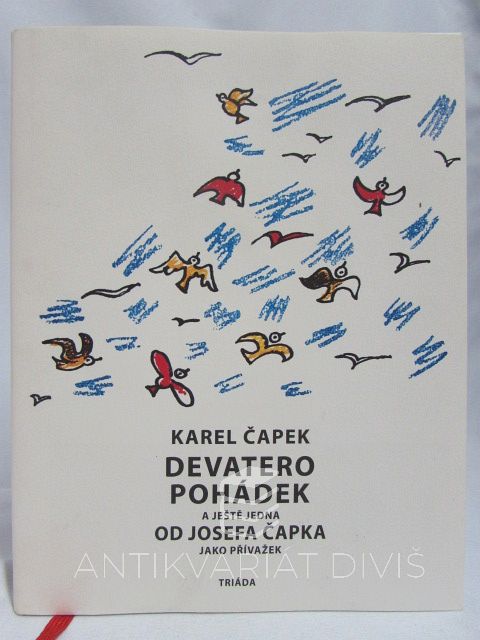 KAREL ČAPEK
DEVATERO
POHÁDEK
A JEŠTĚ JEDNA
OD JOSEFA ČAPKA
JAKO PŘÍVAŽEK
ANTIKVARIÁT DIVIŠ
TRIÁDA